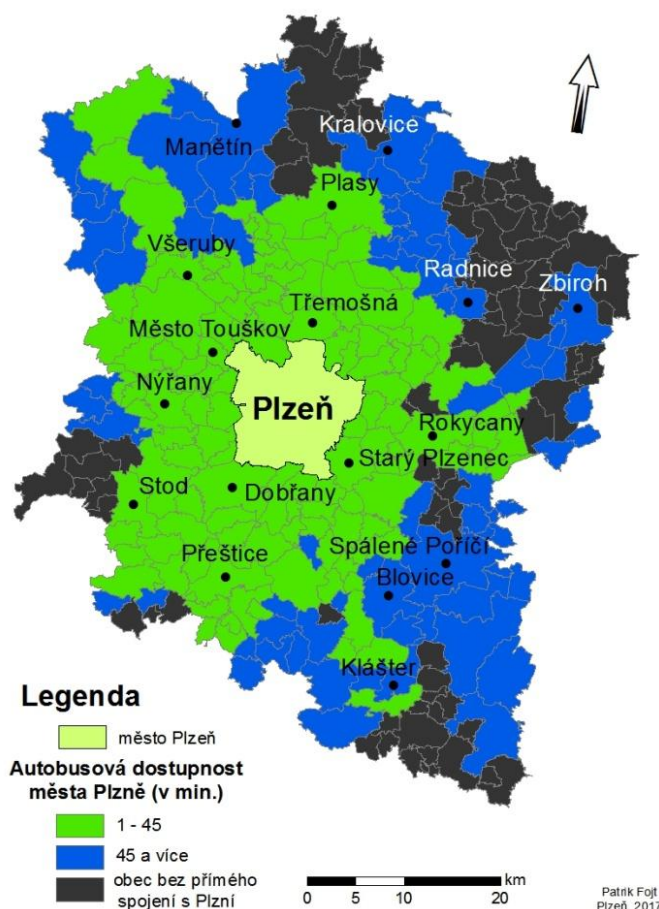 Manětín
Kralovice
Plasy
Všeruby
Radnice
Zbiroh
Třemošná
Město Touškov
Nýřany
Plzeň
Rokycany
Starý Plzenec
Stod
Dobřany
Přeštice
Spálené Poříčí
Blovice
Klášter
Legenda
město Plzeň
Autobusová dostupnost
města Plzně (v min.)
1 - 45
45 a více
obec bez přímého
spojení s Plzní
km
0 5 10 20
Patrik Fojt
Plzeň, 2017